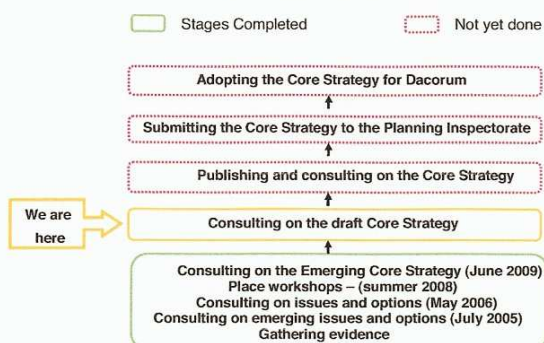 Stages Completed
Not yet done
Adopting the Core Strategy for Dacorum
Submitting the Core Strategy to the Planning Inspectorate
Publishing and consulting on the Core Strategy
We are
here
Consulting on the draft Core Strategy
Consulting on the Emerging Core Strategy (June 2009)
Place workshops – (summer 2008)
Consulting on issues and options (May 2006)
Consulting on emerging issues and options (July 2005)
Gathering evidence